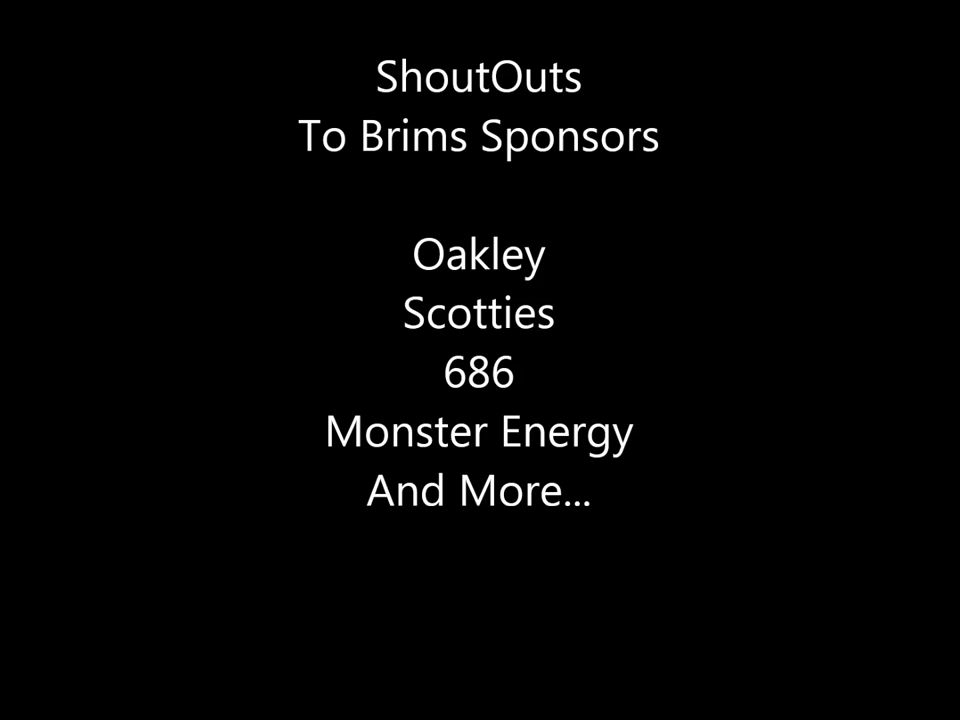 ShoutOuts
To Brims Sponsors
Oakley
Scotties
686
Monster Energy
And More...